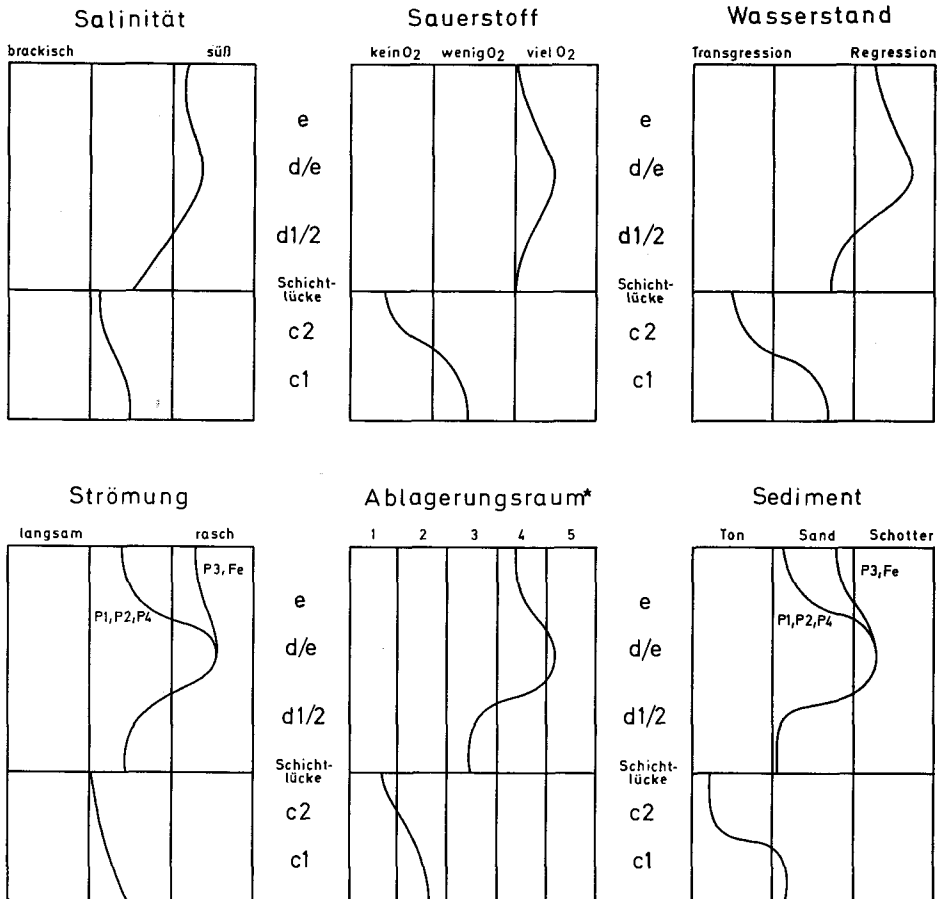 Salinität
Sauerstoff
Wasserstand
brackisch süß
kein O2 wenig O2 viel O2
Transgression Regression
e
d/e
d1/2
Schicht-
lücke
c2
c1
e
d/e
d1/2
Schicht-
lücke
c2
c1
Strömung
Ablagerungsraum*
Sediment
langsam rasch
1 2 3 4 5
Ton Sand Schotter
P3, Fe
P1, P2, P4
e
d/e
d1/2
Schicht-
lücke
c2
c1
e
d/e
d1/2
Schicht-
lücke
c2
c1
P3, Fe
P1, P2, P4